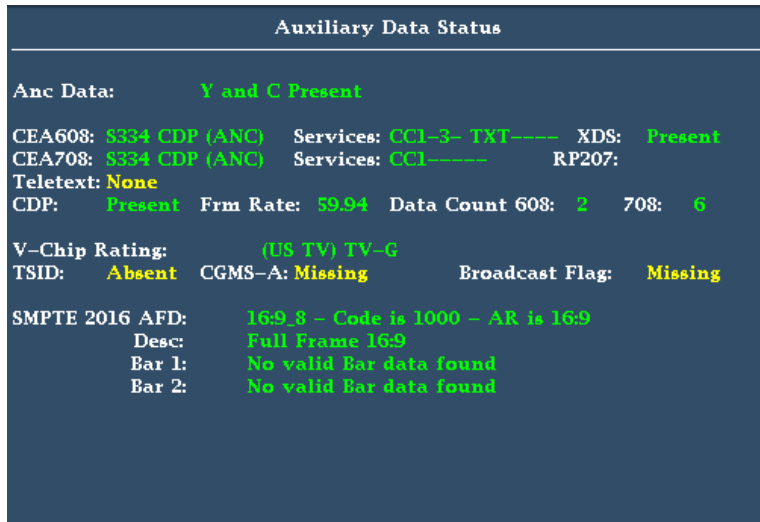 Auxiliary Data Status
Anc Data: Y and C Present
CEA608: S334 CDP (ANC) Services: CC1-3- TXT---- XDS: Present
CEA708: S334 CDP (ANC) Services: CC1----- RP207:
Teletext: None
CDP: Present Frm Rate: 59.94 Data Count 608: 2 708: 6
V-Chip Rating: (US TV) TV-G
TSID: Absent CGMS-A: Missing Broadcast Flag: Missing
SMPTE 2016 AFD: 16:9_8 - Code is 1000 - AR is 16:9
Desc: Full Frame 16:9
Bar 1: No valid Bar data found
Bar 2: No valid Bar data found